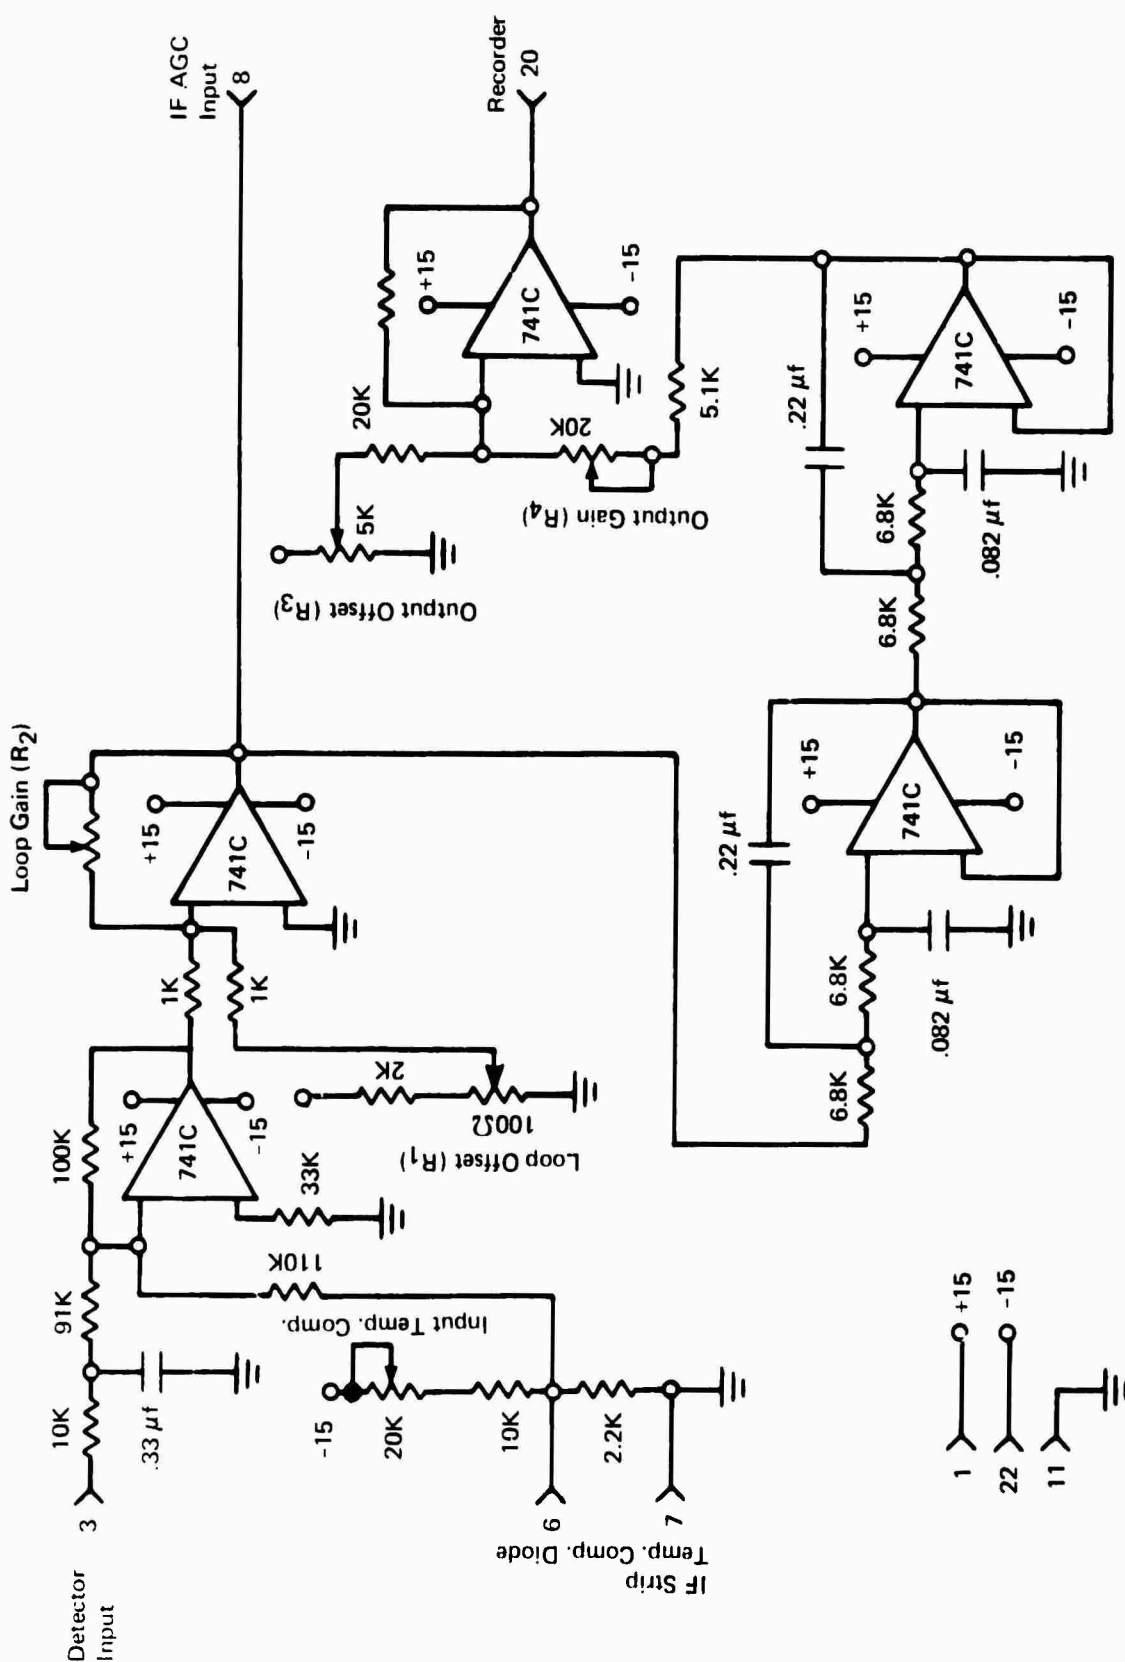 Detector
Input
3
10K
.33 μf
91K
100K
+15
741C
-15
33K
110K
Input Temp. Comp.
-15
20K
10K
2.2K
6
7
IF Strip
Temp. Comp. Diode
1K
1K
2K
100Ω
Loop Offset (R1)
Loop Gain (R2)
+15
741C
-15
IF AGC
Input
8
6.8K
6.8K
.082 μf
.22 μf
+15
741C
-15
6.8K
6.8K
.082 μf
.22 μf
+15
741C
-15
5.1K
20K
Output Gain (R4)
5K
Output Offset (R3)
20K
+15
741C
-15
Recorder
20
1
+15
22
-15
11